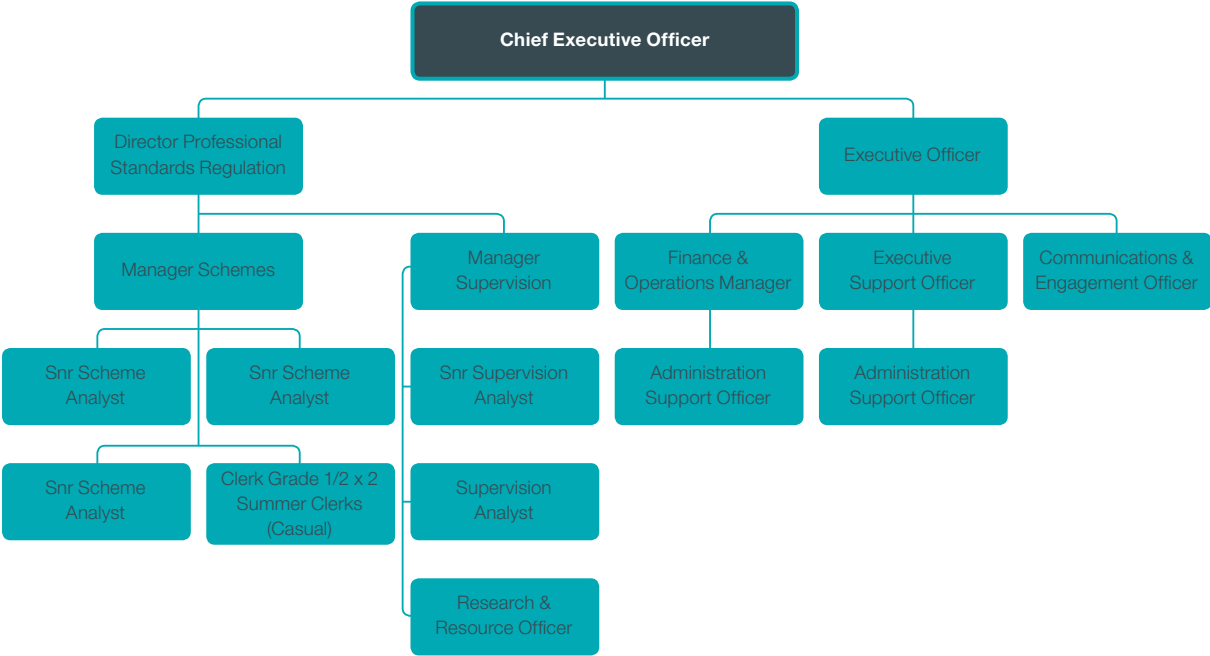 Chief Executive Officer
Director Professional
Standards Regulation
Executive Officer
Manager Schemes
Manager
Supervision
Finance &
Operations Manager
Executive
Support Officer
Communications &
Engagement Officer
Snr Scheme
Analyst
Snr Scheme
Analyst
Snr Supervision
Analyst
Administration
Support Officer
Administration
Support Officer
Snr Scheme
Analyst
Clerk Grade 1/2 x 2
Summer Clerks
(Casual)
Supervision
Analyst
Research &
Resource Officer